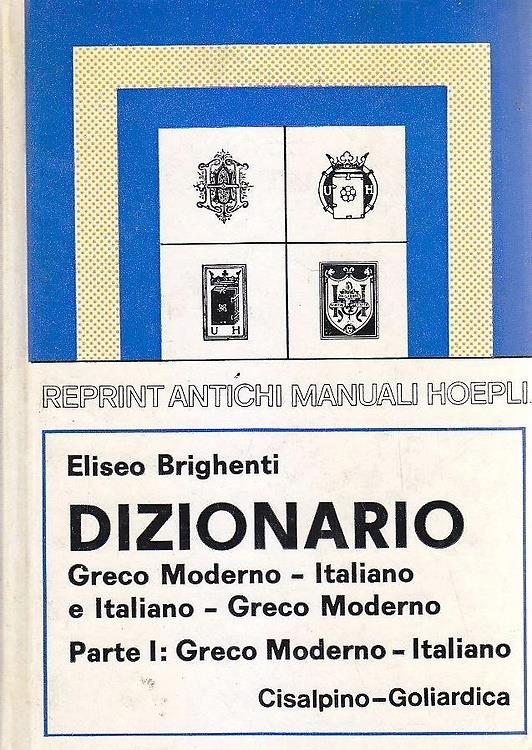 U H
U H
REPRINT ANTICHI MANUALI HOEPLI
Eliseo Brighenti
DIZIONARIO
Greco Moderno – Italiano
e Italiano – Greco Moderno
Parte I: Greco Moderno – Italiano
Cisalpino–Goliardica